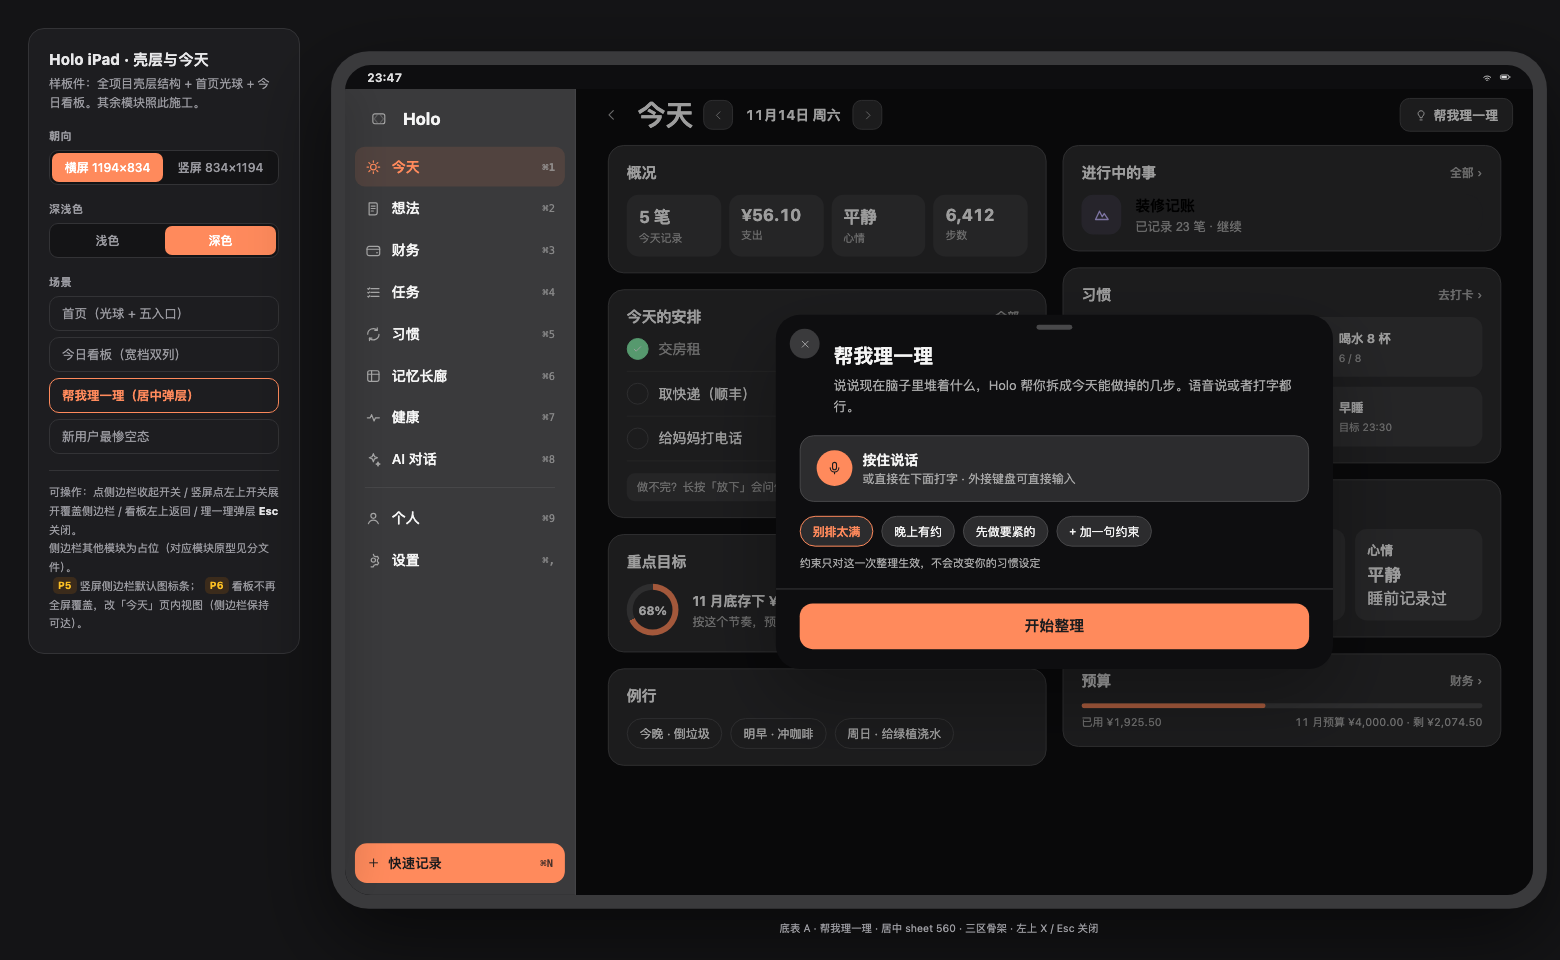 Holo iPad · 壳层与今天
样板件：全项目壳层结构 + 首页光球 + 今
日看板。其余模块照此施工。
朝向
横屏 1194×834
竖屏 834×1194
深浅色
浅色
深色
场景
首页（光球 + 五入口）
今日看板（宽档双列）
帮我理一理（居中弹层）
新用户最惨空态
可操作：点侧边栏收起开关 / 竖屏点左上开关展
开覆盖侧边栏 / 看板左上返回 / 理一理弹层 Esc
关闭。
侧边栏其他模块为占位（对应模块原型见分文
件）。
P5 竖屏侧边栏默认图标条； P6 看板不再
全屏覆盖，改「今天」页内视图（侧边栏保持
可达）。
23:47
Holo
今天 ⌘1
想法 ⌘2
财务 ⌘3
任务 ⌘4
习惯 ⌘5
记忆长廊 ⌘6
健康 ⌘7
AI 对话 ⌘8
个人 ⌘9
设置 ⌘,
+ 快速记录 ⌘N
‹ 今天 ‹ 11月14日 周六 ›
帮我理一理
概况
5 笔
今天记录
¥56.10
支出
平静
心情
6,412
步数
今天的安排
交房租
取快递（顺丰）
给妈妈打电话
做不完？长按「放下」会问
重点目标
68%
11 月底存下 ¥
按这个节奏，预
例行
今晚 · 倒垃圾
明早 · 冲咖啡
周日 · 给绿植浇水
进行中的事
全部 ›
装修记账
已记录 23 笔 · 继续
习惯
去打卡 ›
喝水 8 杯
6 / 8
早睡
目标 23:30
心情
平静
睡前记录过
预算
财务 ›
已用 ¥1,925.50
11 月预算 ¥4,000.00 · 剩 ¥2,074.50
帮我理一理
说说现在脑子里堆着什么，Holo 帮你拆成今天能做掉的几步。语音说或者打字都
行。
按住说话
或直接在下面打字 · 外接键盘可直接输入
别排太满
晚上有约
先做要紧的
+ 加一句约束
约束只对这一次整理生效，不会改变你的习惯设定
开始整理
底表 A · 帮我理一理 · 居中 sheet 560 · 三区骨架 · 左上 X / Esc 关闭